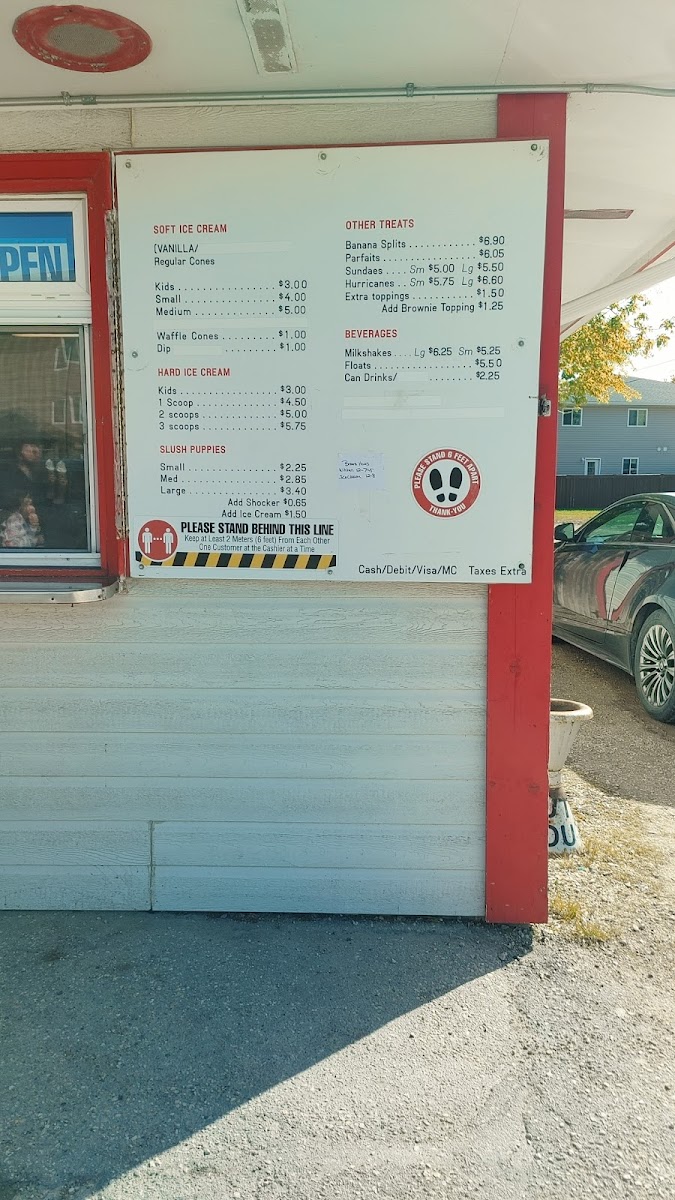 PEN
SOFT ICE CREAM
(VANILLA/
Regular Cones
Kids . . . . . . . . . . . . . . . . $3.00
Small . . . . . . . . . . . . . . . $4.00
Medium . . . . . . . . . . . . . $5.00
Waffle Cones . . . . . . . . . $1.00
Dip . . . . . . . . $1.00
HARD ICE CREAM
Kids . . . . . . . . . . . . . . . . $3.00
1 Scoop . . . . . . . . . . . . . $4.50
2 scoops . . . . . . . . . . . . $5.00
3 scoops . . . . . . . . . . . . $5.75
SLUSH PUPPIES
Small . . . . . . . . . . . . . . . $2.25
Med . . . . . . . . . . . . . . . . $2.85
Large . . . . . . . . . . . . . . . $3.40
Add Shocker $0.65
Add Ice Cream $1.50
PLEASE STAND BEHIND THIS LINE
Keep at Least 2 Meters (6 feet) From Each Other
One Customer at the Cashier at a Time
OTHER TREATS
Banana Splits . . . . . . . . . . . . $6.90
Parfaits . . . . . . . . . . . . . . . . . $6.05
Sundaes . . . . Sm $5.00 Lg $5.50
Hurricanes . . Sm $5.75 Lg $6.60
Extra toppings . . . . . . . . . . . $1.50
Add Brownie Topping $1.25
BEVERAGES
Milkshakes . . . . Lg $6.25 Sm $5.25
Floats . . . . . . . . . . . . . . . . . . $5.50
Can Drinks/ . . . . . . . . $2.25
PLEASE STAND 6 FEET APART
THANK-YOU
Cash/Debit/Visa/MC Taxes Extra
OU